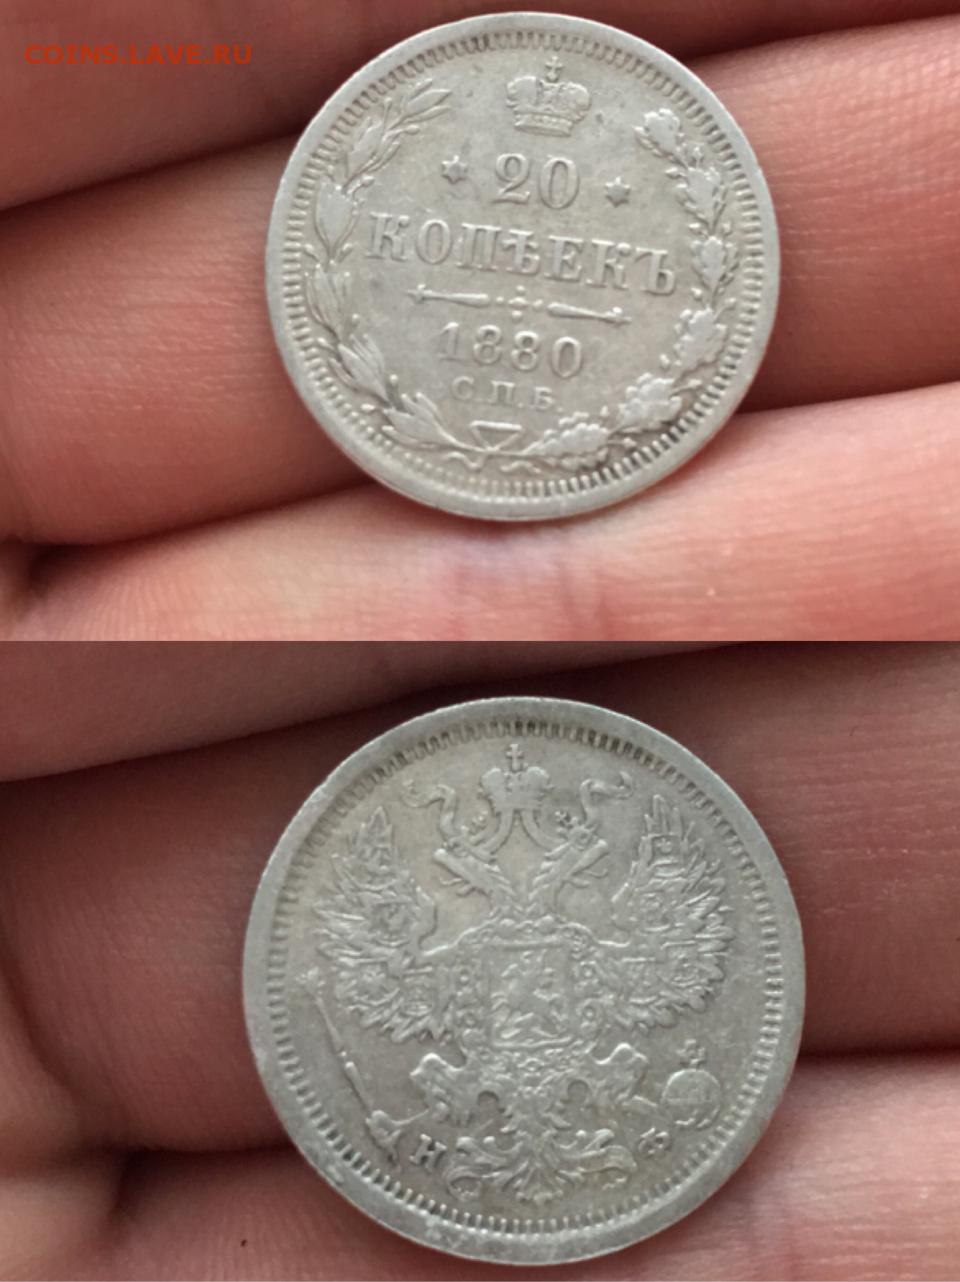 COINS.LAVE.RU
20
КОПѢЕКЪ
1880
С.П.Б.
Н Ф